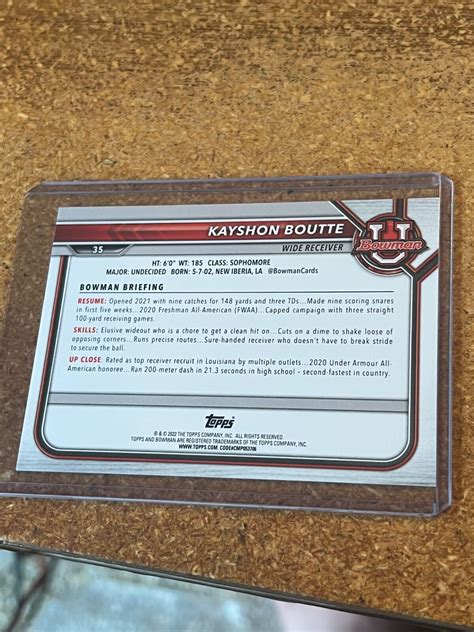 KAYSHON BOUTTE
35
WIDE RECEIVER
U
Bowman
HT: 6'0" WT: 185 CLASS: SOPHOMORE
MAJOR: UNDECIDED BORN: 5-7-02, NEW IBERIA, LA @BowmanCards
BOWMAN BRIEFING
RESUME: Opened 2021 with nine catches for 148 yards and three TDs...Made nine scoring snares
in first five weeks...2020 Freshman All-American (FWAA)...Capped campaign with three straight
100-yard receiving games.
SKILLS: Elusive wideout who is a chore to get a clean hit on...Cuts on a dime to shake loose of
opposing corners...Runs precise routes...Sure-handed receiver who doesn't have to break stride
to secure the ball.
UP CLOSE: Rated as top receiver recruit in Louisiana by multiple outlets...2020 Under Armour All-
American honoree...Ran 200-meter dash in 21.3 seconds in high school – second-fastest in country.
Topps
® & © 2022 THE TOPPS COMPANY, INC. ALL RIGHTS RESERVED.
TOPPS AND BOWMAN ARE REGISTERED TRADEMARKS OF THE TOPPS COMPANY, INC.
WWW.TOPPS.COM CODE#CMP053706